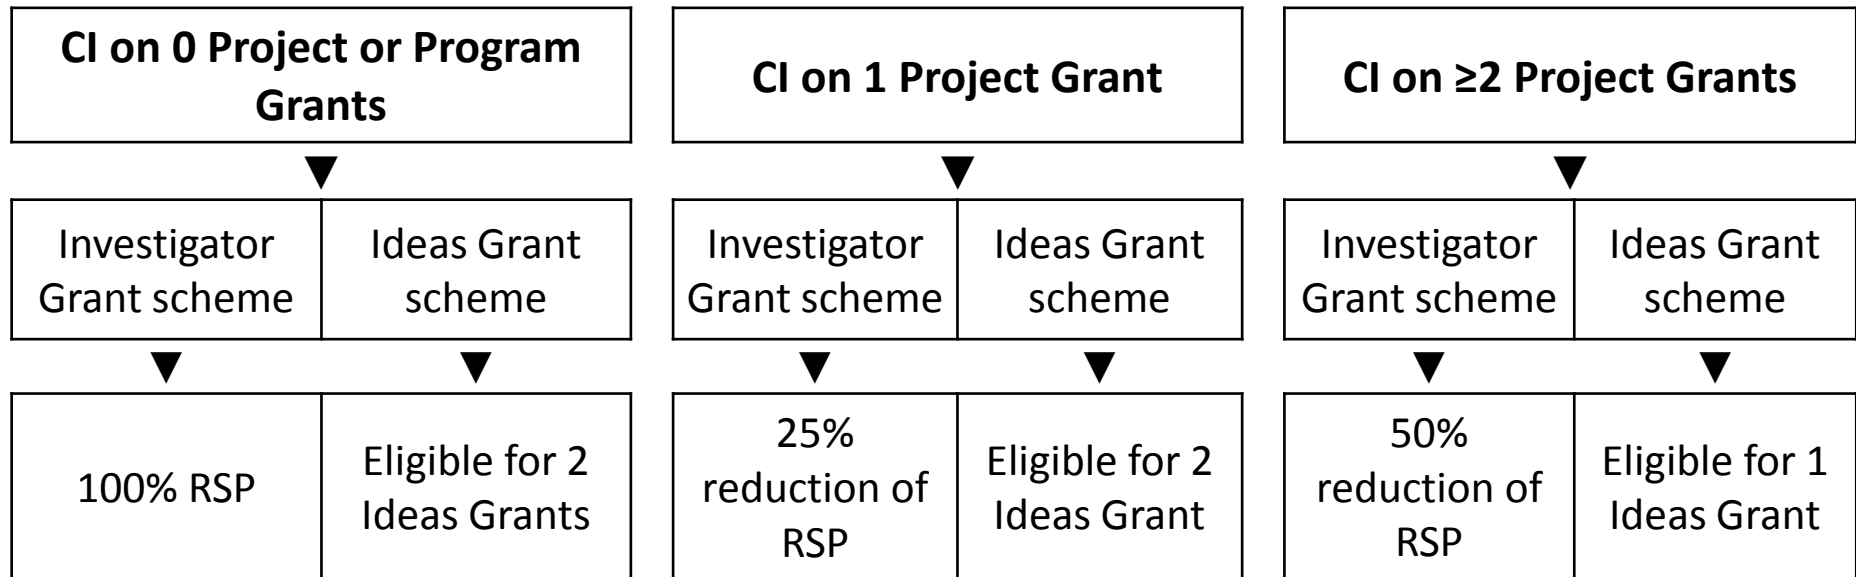 CI on 0 Project or Program
Grants
CI on 1 Project Grant
CI on ≥2 Project Grants
Investigator
Grant scheme
Ideas Grant
scheme
Investigator
Grant scheme
Ideas Grant
scheme
Investigator
Grant scheme
Ideas Grant
scheme
100% RSP
Eligible for 2
Ideas Grants
25%
reduction of
RSP
Eligible for 2
Ideas Grant
50%
reduction of
RSP
Eligible for 1
Ideas Grant